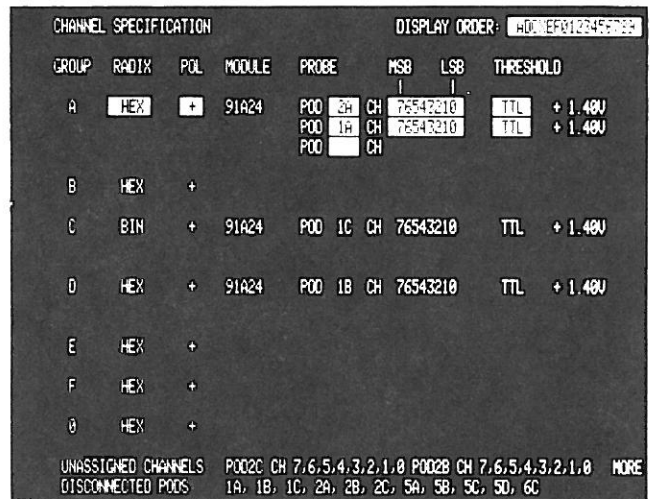 CHANNEL SPECIFICATION DISPLAY ORDER:
GROUP RADIX POL MODULE PROBE MSB LSB THRESHOLD
A HEX + 91A24 POD 2A CH 76543210 TTL + 1.40V
POD 1A CH 76543210 TTL + 1.40V
POD CH
B HEX +
C BIN + 91A24 POD 1C CH 76543210 TTL + 1.40V
D HEX + 91A24 POD 1B CH 76543210 TTL + 1.40V
E HEX +
F HEX +
0 HEX +
UNASSIGNED CHANNELS POD2C CH 7,6,5,4,3,2,1,0 POD2B CH 7,6,5,4,3,2,1,0 MORE
DISCONNECTED PODS 1A, 1B, 1C, 2A, 2B, 2C, 5A, 5B, 5C, 5D, 6C